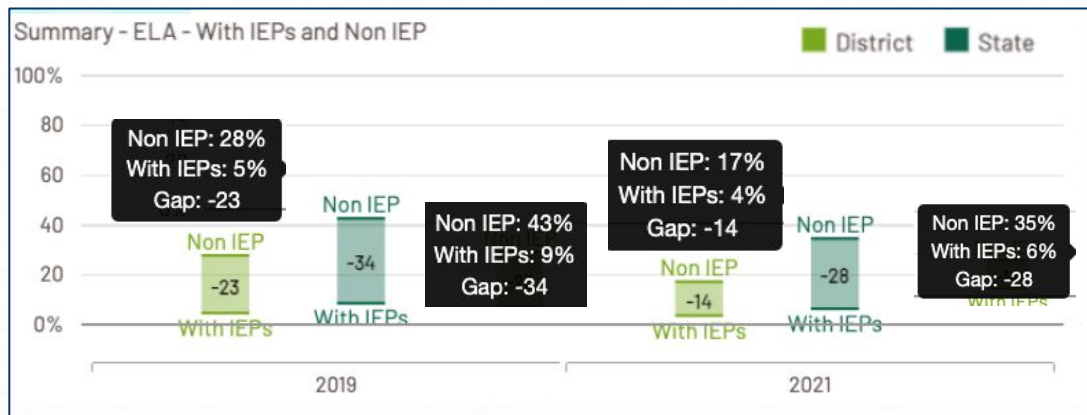 Summary - ELA - With IEPs and Non IEP
District
State
100%
80
60
40
20
0%
Non IEP: 28%
With IEPs: 5%
Gap: -23
Non IEP
-23
With IEPs
Non IEP
-34
With IEPs
Non IEP: 43%
With IEPs: 9%
Gap: -34
Non IEP: 17%
With IEPs: 4%
Gap: -14
Non IEP
-14
With IEPs
Non IEP
-28
With IEPs
Non IEP: 35%
With IEPs: 6%
Gap: -28
With IEPs
2019
2021